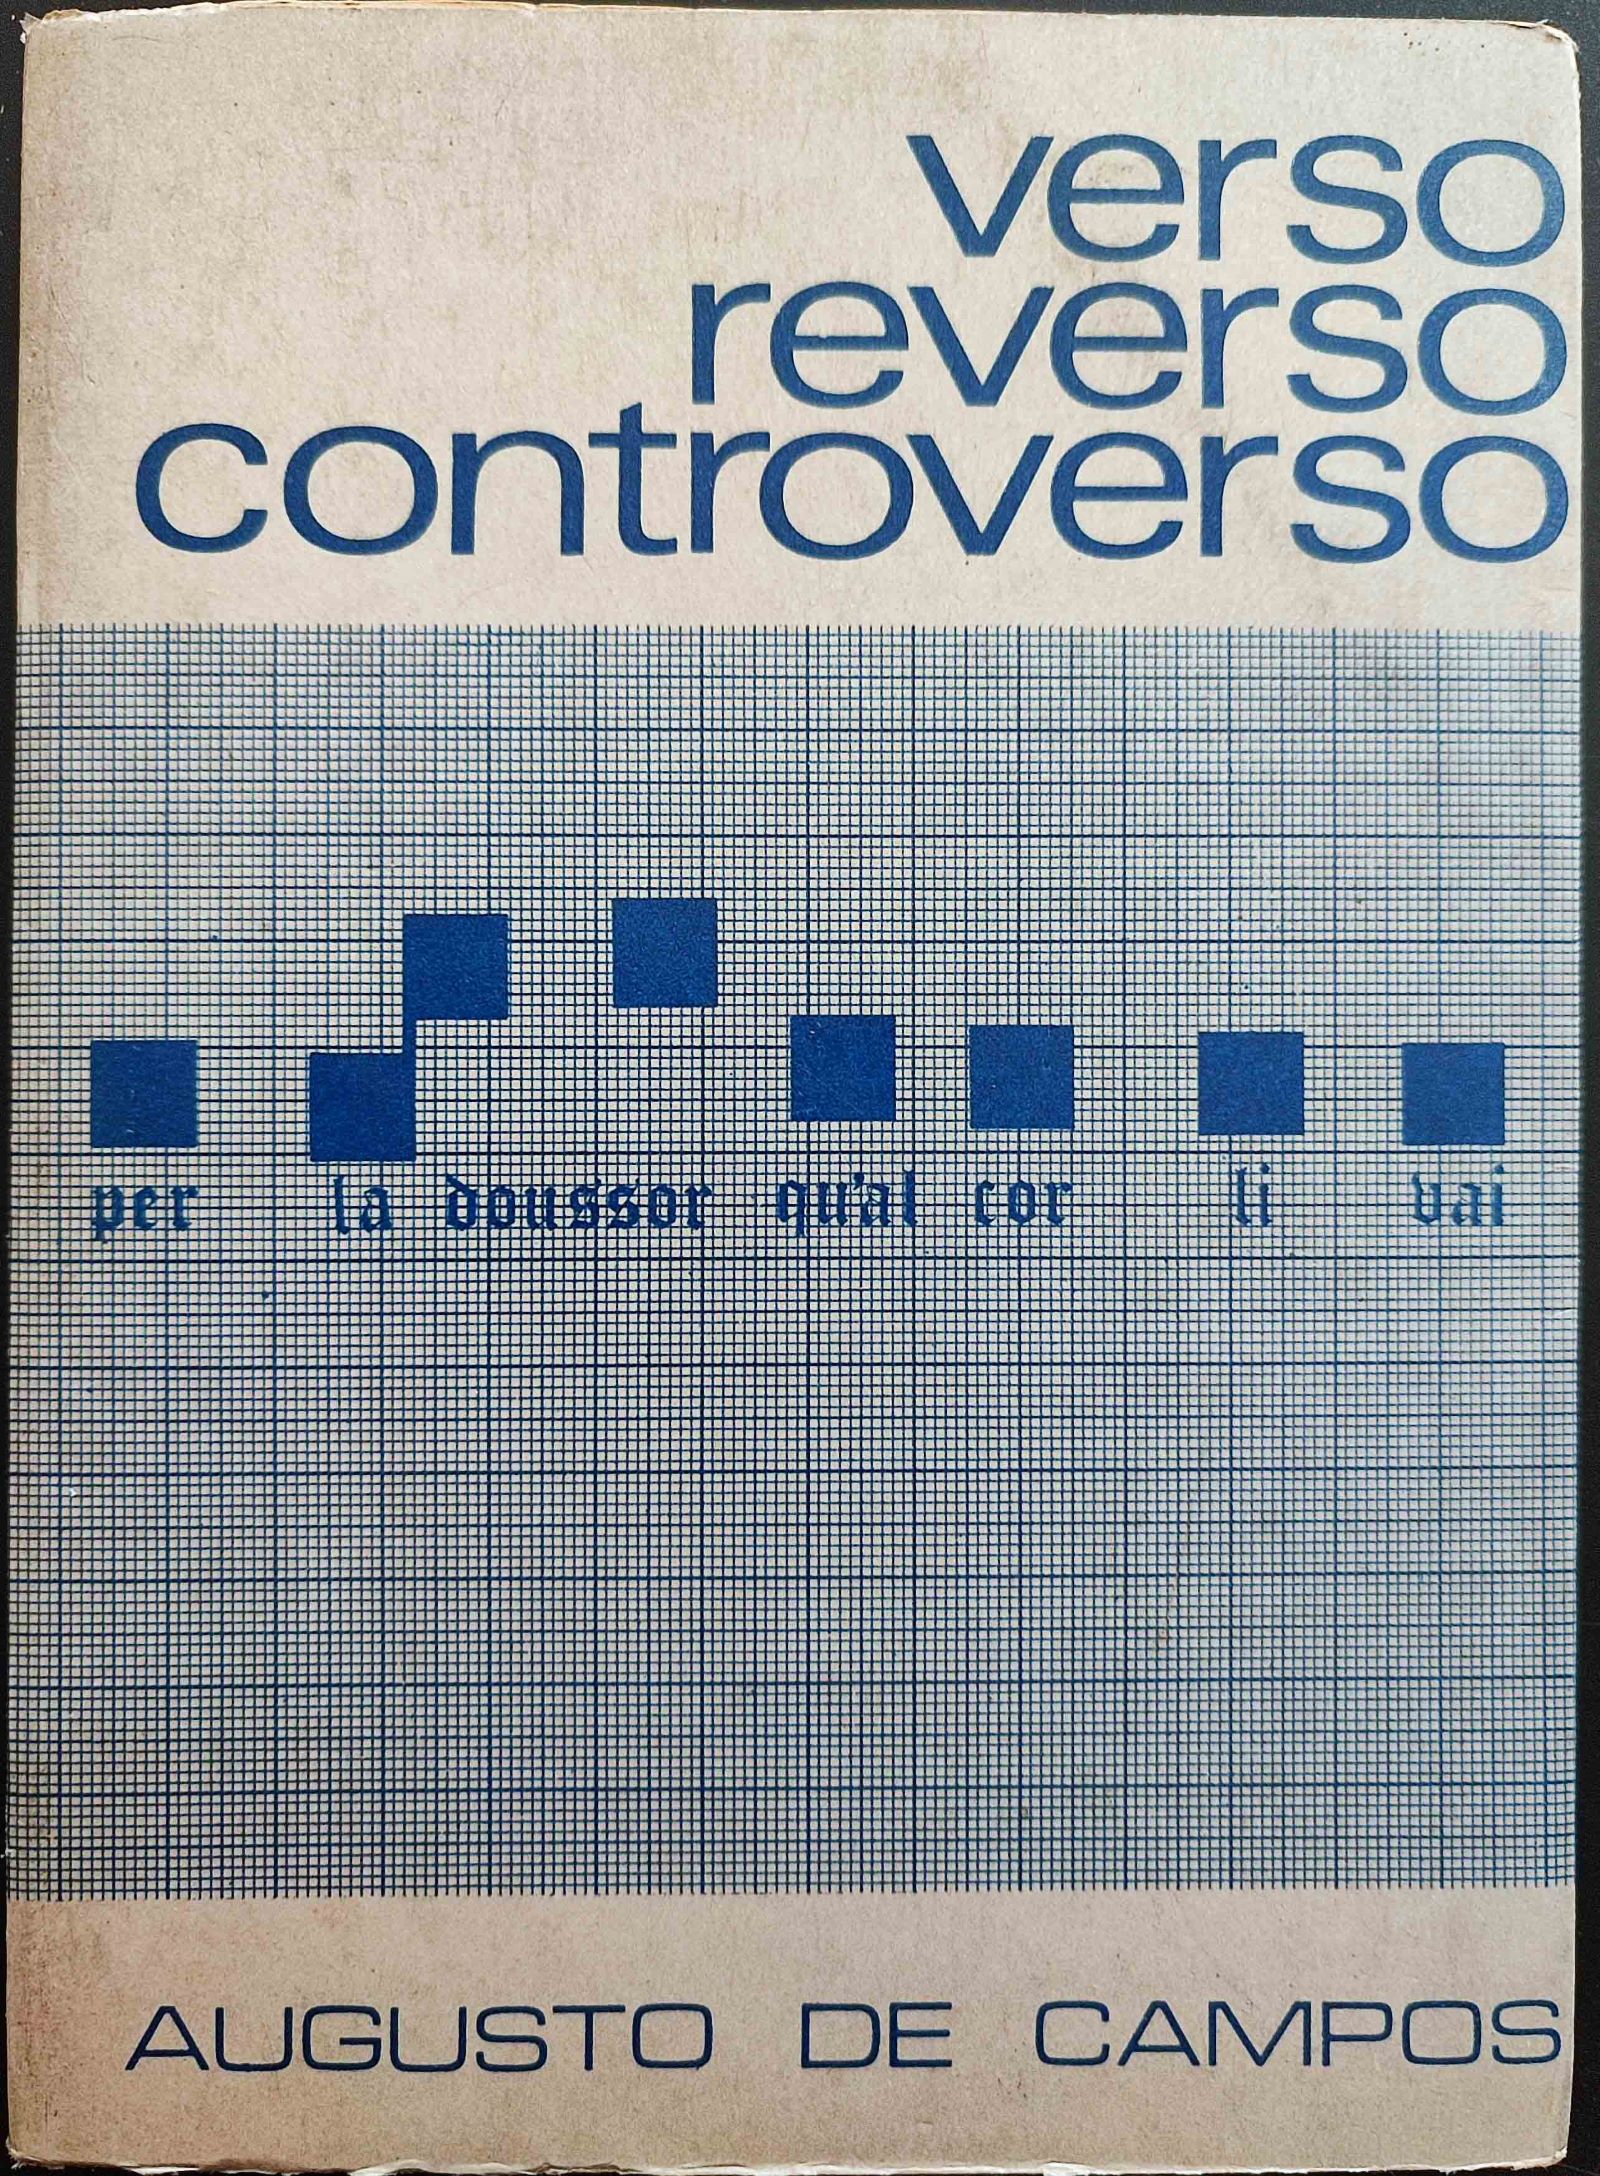 verso
reverso
controverso
per la doussor qu'al cor li vai
AUGUSTO DE CAMPOS